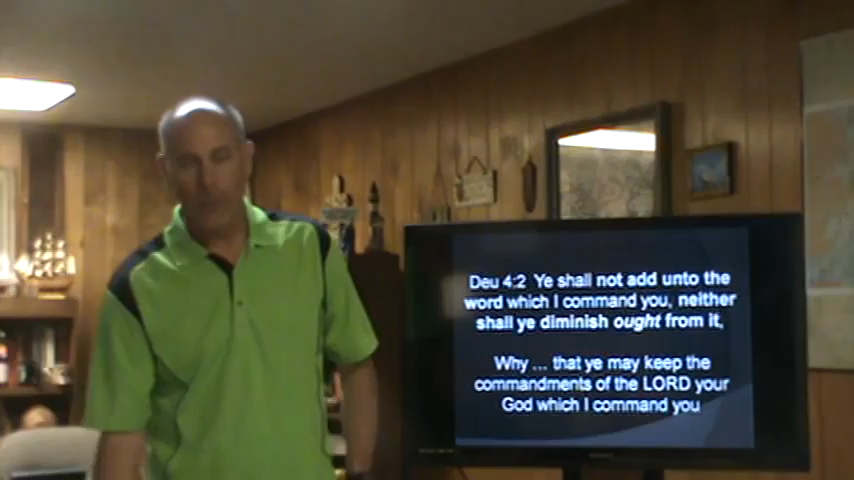 Deu 4:2 Ye shall not add unto the
word which I command you, neither
shall ye diminish ought from it,
Why ... that ye may keep the
commandments of the LORD your
God which I command you